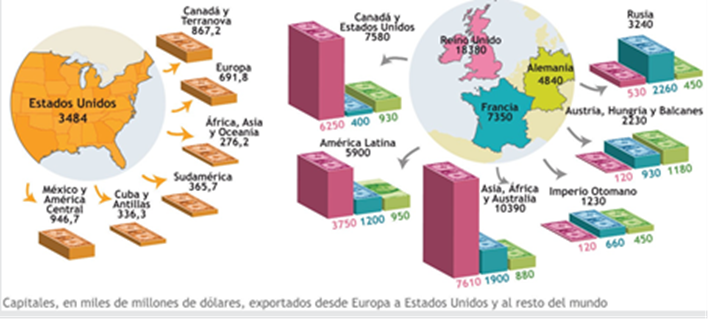 Canadá y
Terranova
867,2
Europa
691,8
Estados Unidos
3484
África, Asia
y Oceanía
276,2
Sudamérica
365,7
México y
América
Central
946,7
Cuba y
Antillas
336,3
Canadá y
Estados Unidos
7580
6250 400 930
Reino Unido
18380
Alemania
4840
Francia
7350
Rusia
3240
530 2260 450
Austria, Hungría y Balcanes
2230
120 930 1180
América Latina
5900
3750 1200 950
Asia, África
y Australia
10390
7610 1900 880
Imperio Otomano
1230
120 660 450
Capitales, en miles de millones de dólares, exportados desde Europa a Estados Unidos y al resto del mundo